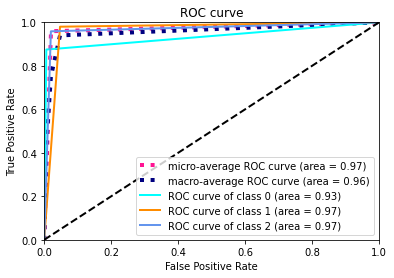 ROC curve
1.0
0.8
0.6
0.4
0.2
0.0
True Positive Rate
micro-average ROC curve (area = 0.97)
macro-average ROC curve (area = 0.96)
ROC curve of class 0 (area = 0.93)
ROC curve of class 1 (area = 0.97)
ROC curve of class 2 (area = 0.97)
0.0 0.2 0.4 0.6 0.8 1.0
False Positive Rate